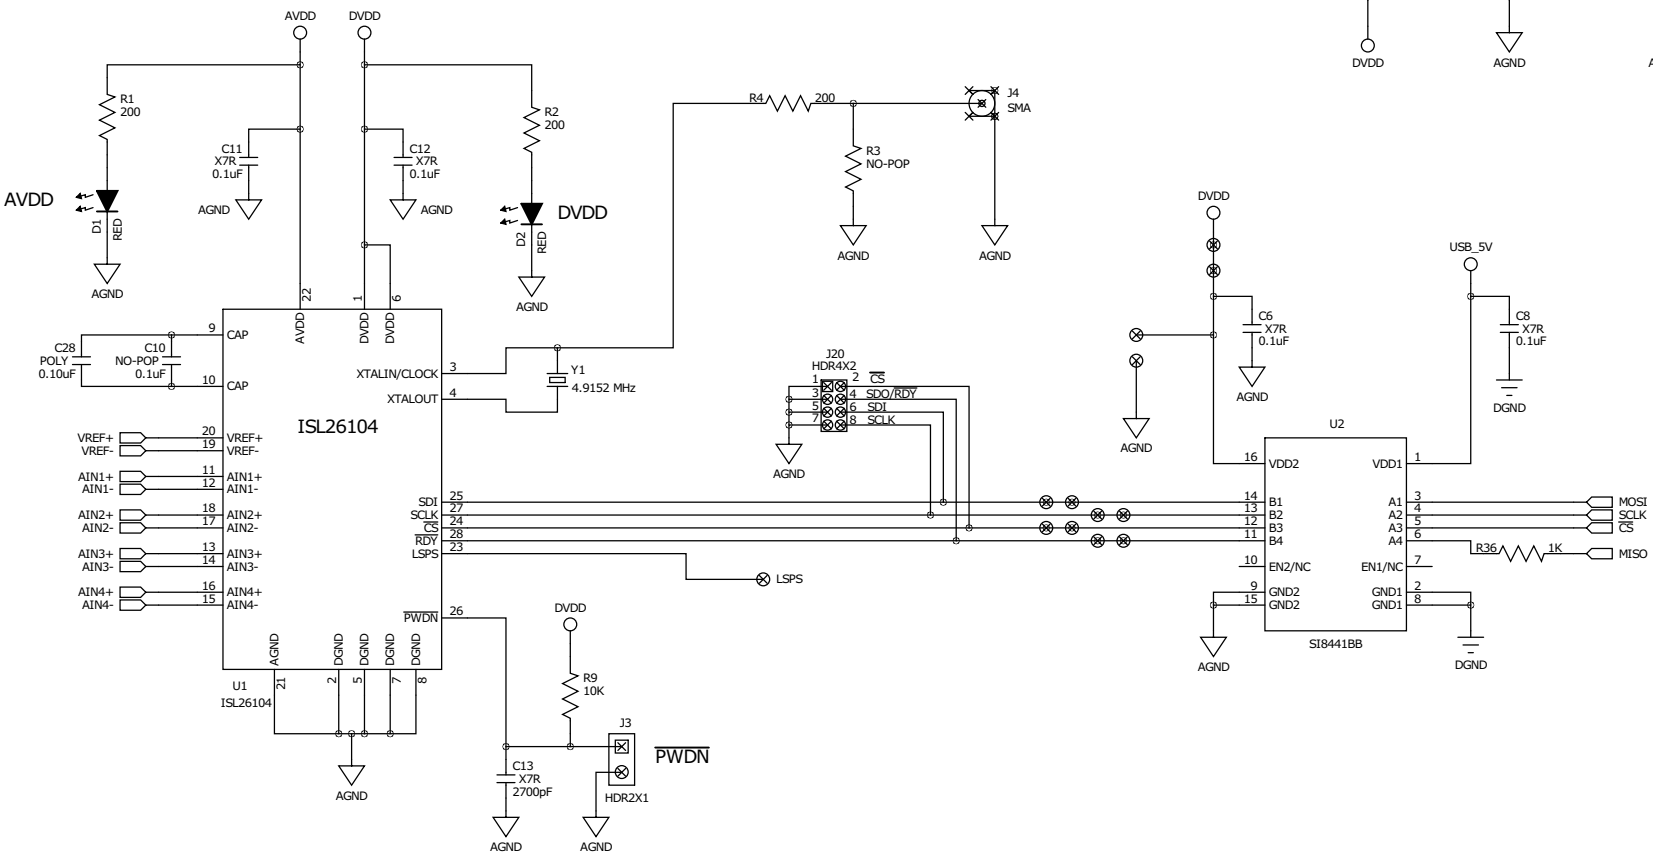 AVDD
DVDD
DVDD
AGND
A
R1
200
C11
X7R
0.1uF
AGND
C12
X7R
0.1uF
AGND
R2
200
AVDD
D1
RED
AGND
DVDD
D2
RED
AGND
R4
200
J4
SMA
R3
NO-POP
AGND
AGND
22
1
6
AVDD
DVDD
DVDD
C28
POLY
0.10uF
C10
NO-POP
0.1uF
9
CAP
10
CAP
XTALIN/CLOCK
3
XTALOUT
4
Y1
4.9152 MHz
ISL26104
VREF+
20
VREF+
VREF-
19
VREF-
AIN1+
11
AIN1+
AIN1-
12
AIN1-
AIN2+
18
AIN2+
AIN2-
17
AIN2-
AIN3+
13
AIN3+
AIN3-
14
AIN3-
AIN4+
16
AIN4+
AIN4-
15
AIN4-
SDI
25
SCLK
27
CS
24
RDY
28
LSPS
23
LSPS
PWDN
26
AGND
DGND
DGND
DGND
DGND
21
2
5
7
8
U1
ISL26104
AGND
DVDD
R9
10K
J3
PWDN
HDR2X1
C13
X7R
2700pF
AGND
AGND
J20
HDR4X2
1
2
CS
3
4
SDO/RDY
5
6
SDI
7
8
SCLK
AGND
DVDD
C6
X7R
0.1uF
AGND
AGND
USB_5V
C8
X7R
0.1uF
DGND
U2
16
VDD2
VDD1
1
14
B1
A1
3
MOSI
13
B2
A2
4
SCLK
12
B3
A3
5
CS
11
B4
A4
6
R36
1K
MISO
10
EN2/NC
EN1/NC
7
9
GND2
GND1
2
15
GND2
GND1
8
SI8441BB
AGND
DGND